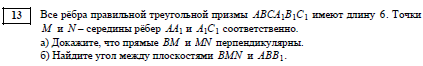 13 Все рёбра правильной треугольной призмы ABCA₁B₁C₁ имеют длину 6. Точки
M и N – середины рёбер AA₁ и A₁C₁ соответственно.
а) Докажите, что прямые BM и MN перпендикулярны.
б) Найдите угол между плоскостями BMN и ABB₁.